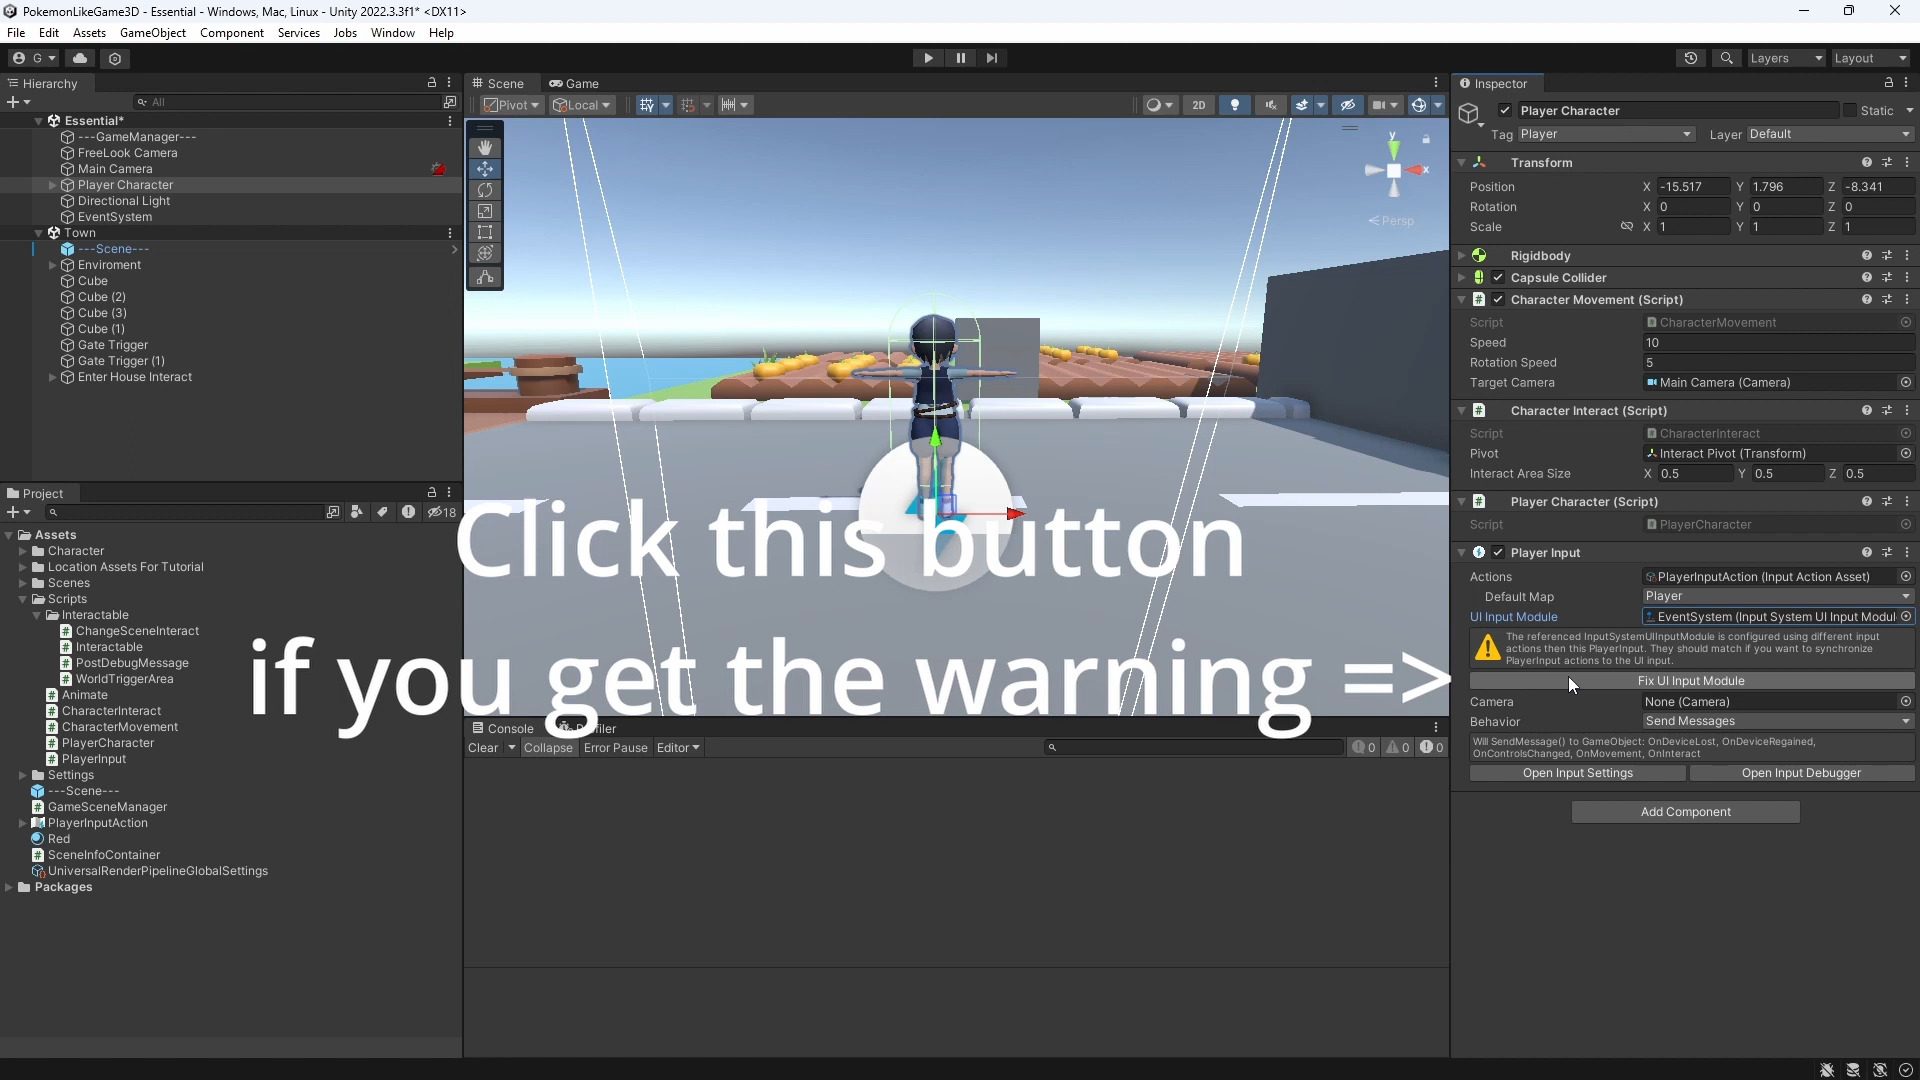 PokemonLikeGame3D - Essential - Windows, Mac, Linux - Unity 2022.3.3f1* <DX11>
File Edit Assets GameObject Component Services Jobs Window Help
G Layers Layout
Hierarchy
All
Essential*
---GameManager---
FreeLook Camera
Main Camera
Player Character
Directional Light
EventSystem
Town
---Scene---
Enviroment
Cube
Cube (2)
Cube (3)
Cube (1)
Gate Trigger
Gate Trigger (1)
Enter House Interact
Project
18
Assets
Character
Location Assets For Tutorial
Scenes
Scripts
Interactable
ChangeSceneInteract
Interactable
PostDebugMessage
WorldTriggerArea
Animate
CharacterInteract
CharacterMovement
PlayerCharacter
PlayerInput
Settings
---Scene---
GameSceneManager
PlayerInputAction
Red
SceneInfoContainer
UniversalRenderPipelineGlobalSettings
Packages
Scene Game
Pivot Local 2D
y
x
Persp
Click this button
if you get the warning =>
Console
Clear Collapse Error Pause Editor 0 0 0
Inspector
Player Character Static
Tag Player Layer Default
Transform
Position X -15.517 Y 1.796 Z -8.341
Rotation X 0 Y 0 Z 0
Scale X 1 Y 1 Z 1
Rigidbody
Capsule Collider
Character Movement (Script)
Script CharacterMovement
Speed 10
Rotation Speed 5
Target Camera Main Camera (Camera)
Character Interact (Script)
Script CharacterInteract
Pivot Interact Pivot (Transform)
Interact Area Size X 0.5 Y 0.5 Z 0.5
Player Character (Script)
Script PlayerCharacter
Player Input
Actions PlayerInputAction (Input Action Asset)
Default Map Player
UI Input Module EventSystem (Input System UI Input Modul
The referenced InputSystemUIInputModule is configured using different input
actions then this PlayerInput. They should match if you want to synchronize
PlayerInput actions to the UI input.
Fix UI Input Module
Camera None (Camera)
Behavior Send Messages
Will SendMessage() to GameObject: OnDeviceLost, OnDeviceRegained,
OnControlsChanged, OnMovement, OnInteract
Open Input Settings Open Input Debugger
Add Component